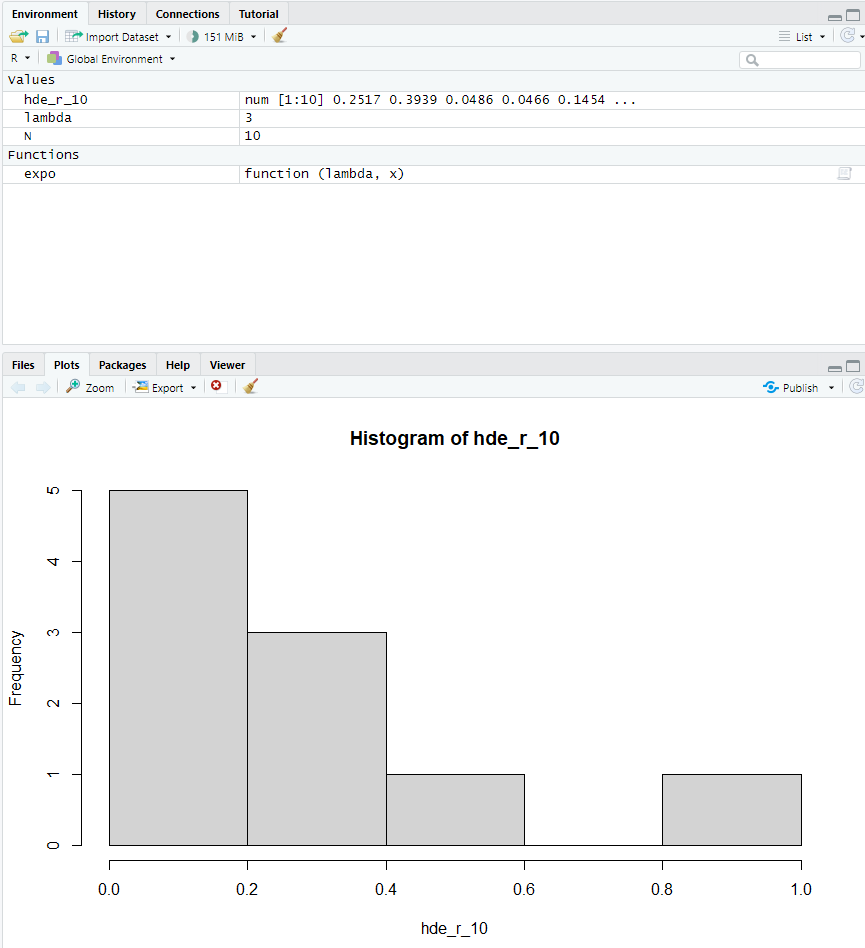 Environment History Connections Tutorial
Import Dataset 151 MiB List
R Global Environment
Values
hde_r_10 num [1:10] 0.2517 0.3939 0.0486 0.0466 0.1454 ...
lambda 3
N 10
Functions
expo function (lambda, x)
Files Plots Packages Help Viewer
Zoom Export Publish
Histogram of hde_r_10
5
4
3
2
1
0
Frequency
0.0 0.2 0.4 0.6 0.8 1.0
hde_r_10